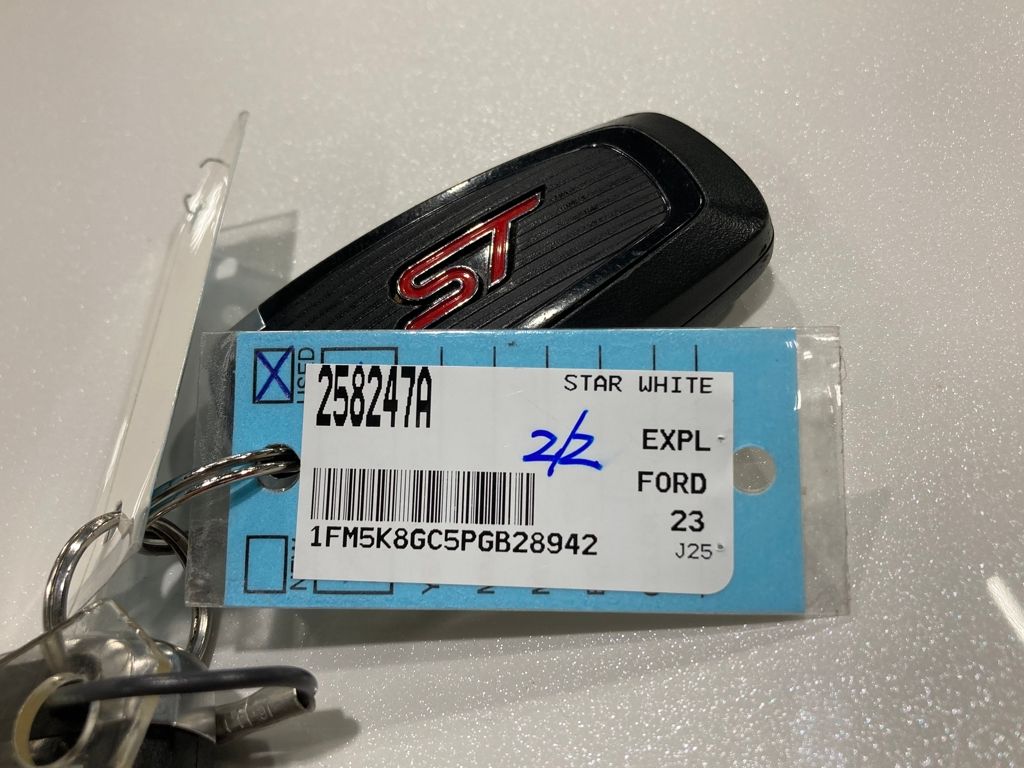 ST
USED
258247A
STAR WHITE
2/2
EXPL
FORD
23
1FM5K8GC5PGB28942
J25